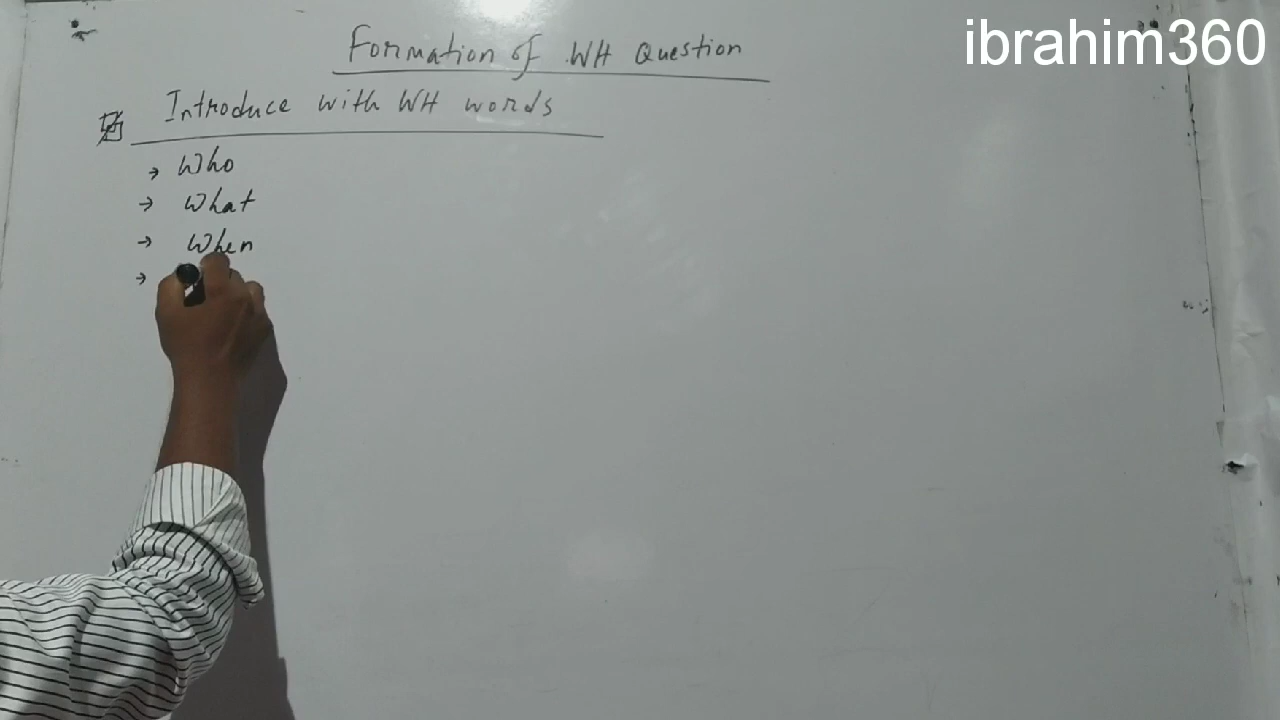 ibrahim360
Formation of WH Question
Introduce with WH words
→ Who
→ What
→ When
→